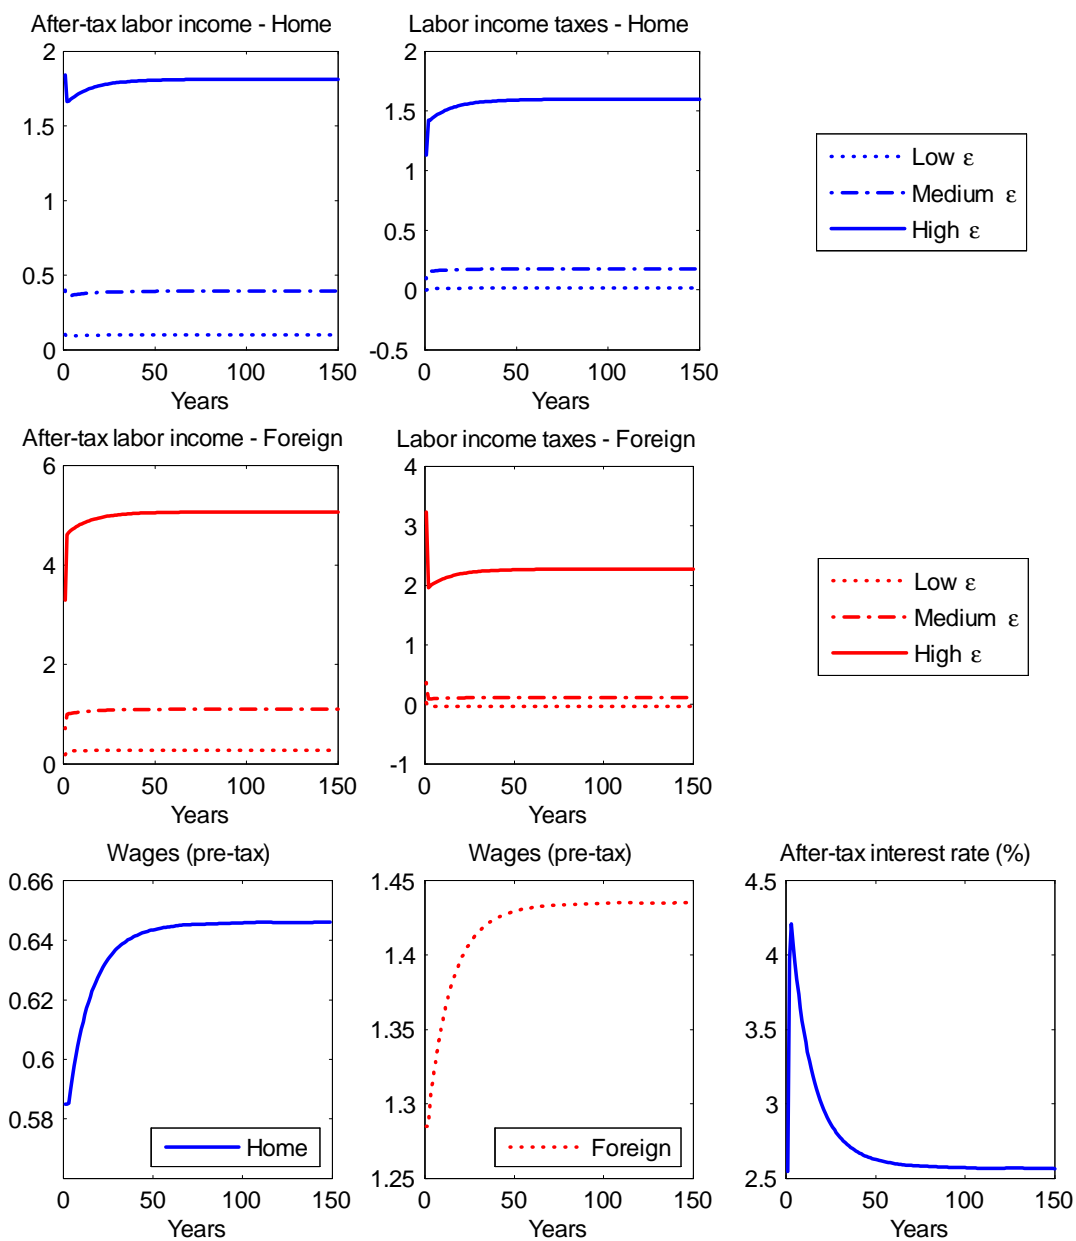 After-tax labor income - Home
2
1.5
1
0.5
0
0
50
100
150
Years
Labor income taxes - Home
2
1.5
1
0.5
0
-0.5
0
50
100
150
Years
Low ε
Medium ε
High ε
After-tax labor income - Foreign
6
4
2
0
0
50
100
150
Years
Labor income taxes - Foreign
4
3
2
1
0
-1
0
50
100
150
Years
Low ε
Medium ε
High ε
Wages (pre-tax)
0.66
0.64
0.62
0.6
0.58
0
50
100
150
Home
Years
Wages (pre-tax)
1.45
1.4
1.35
1.3
1.25
0
50
100
150
Foreign
Years
After-tax interest rate (%)
4.5
4
3.5
3
2.5
0
50
100
150
Years